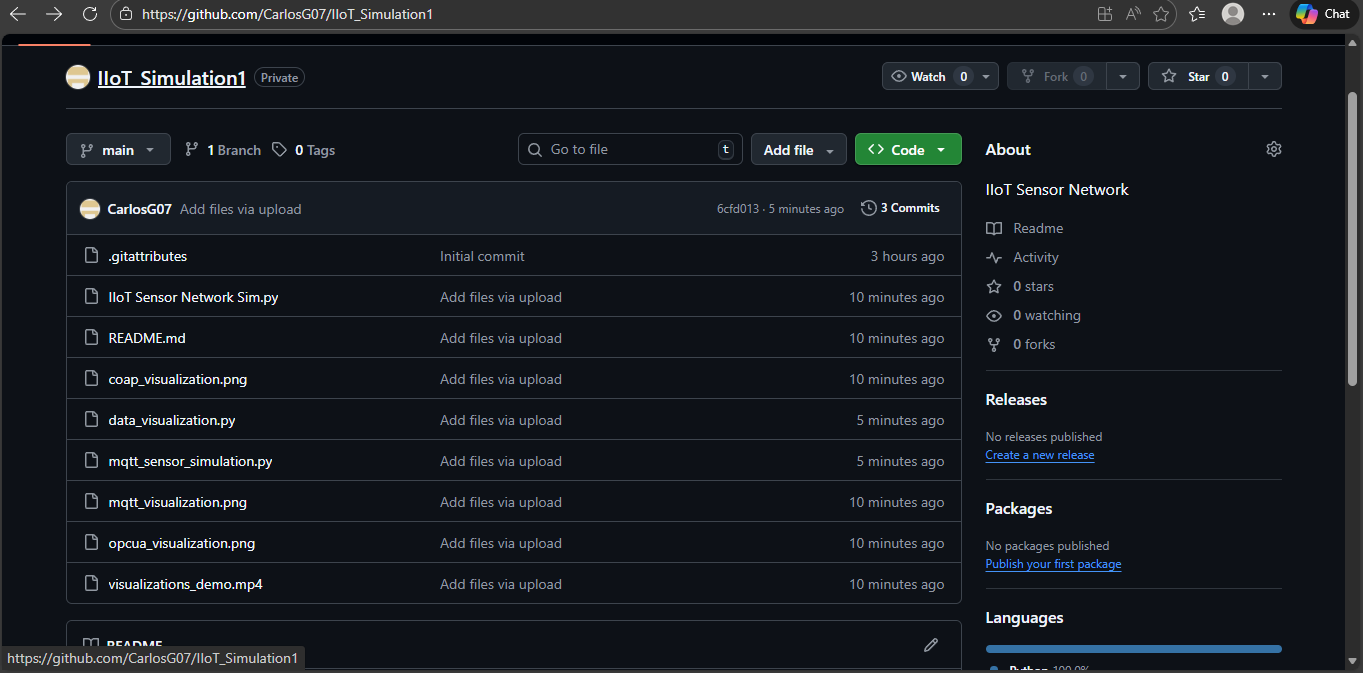 https://github.com/CarlosG07/IIoT_Simulation1
Chat
IIoT_Simulation1 Private
Watch 0
Fork 0
Star 0
main
1 Branch
0 Tags
Go to file t
Add file
Code
CarlosG07 Add files via upload
6cfd013 · 5 minutes ago
3 Commits
.gitattributes Initial commit 3 hours ago
IIoT Sensor Network Sim.py Add files via upload 10 minutes ago
README.md Add files via upload 10 minutes ago
coap_visualization.png Add files via upload 10 minutes ago
data_visualization.py Add files via upload 5 minutes ago
mqtt_sensor_simulation.py Add files via upload 5 minutes ago
mqtt_visualization.png Add files via upload 10 minutes ago
opcua_visualization.png Add files via upload 10 minutes ago
visualizations_demo.mp4 Add files via upload 10 minutes ago
README
About
IIoT Sensor Network
Readme
Activity
0 stars
0 watching
0 forks
Releases
No releases published
Create a new release
Packages
No packages published
Publish your first package
Languages
Python 100.0%
https://github.com/CarlosG07/IIoT_Simulation1